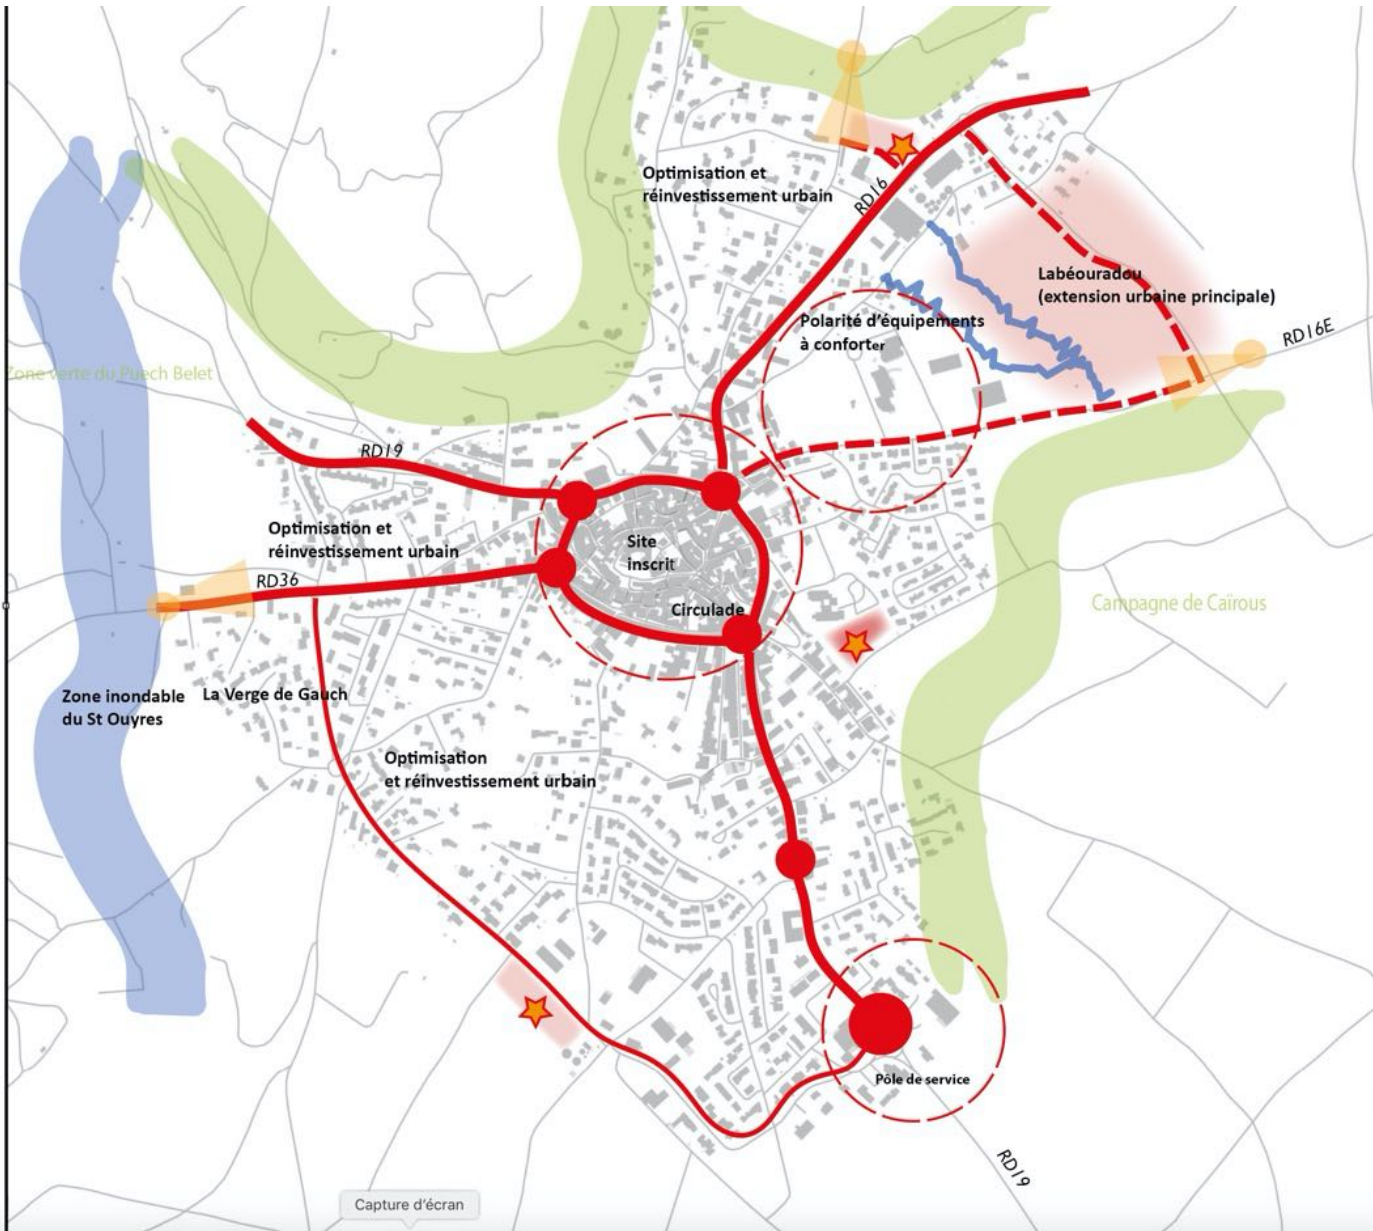 Optimisation et
réinvestissement urbain
RD16
Labéouradou
(extension urbaine principale)
Polarité d'équipements
à conforter
RD16E
Zone verte du Puech Belet
RD19
Optimisation et
réinvestissement urbain
Site
inscrit
RD36
Circulade
Campagne de Caïrous
Zone inondable
du St Ouyres
La Verge de Gauch
Optimisation
et réinvestissement urbain
Pôle de service
RD19
Capture d'écran